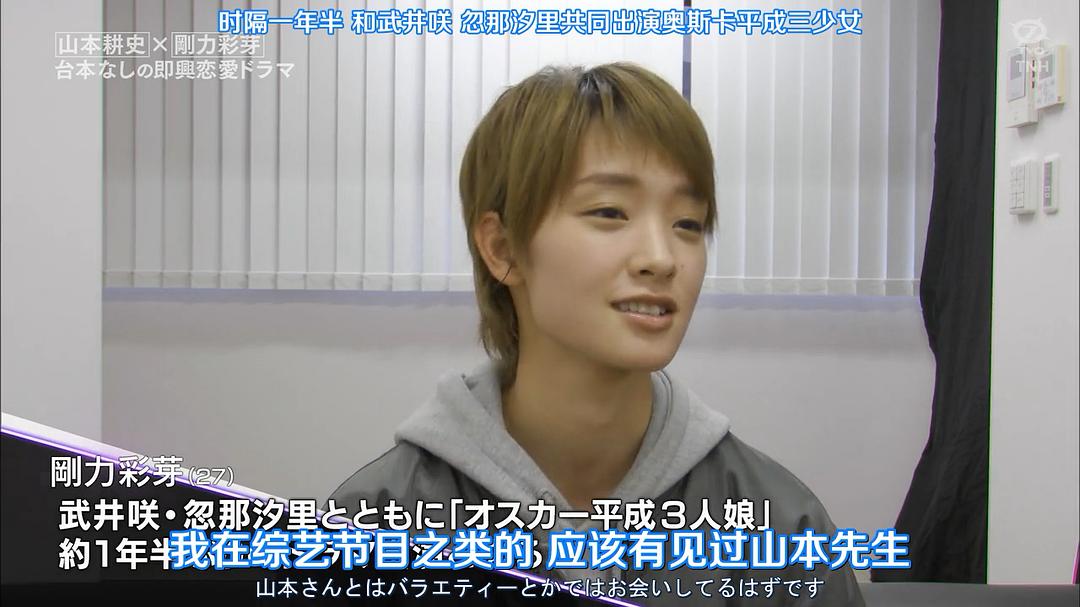 时隔一年半 和武井咲 忽那汐里共同出演奥斯卡平成三少女
山本耕史×剛力彩芽
台本なしの即興恋愛ドラマ
TNH
剛力彩芽(27)
武井咲・忽那汐里とともに「オスカー平成3人娘」
約1年半
我在综艺节目之类的 应该有见过山本先生
山本さんとはバラエティーとかではお会いしてるはずです